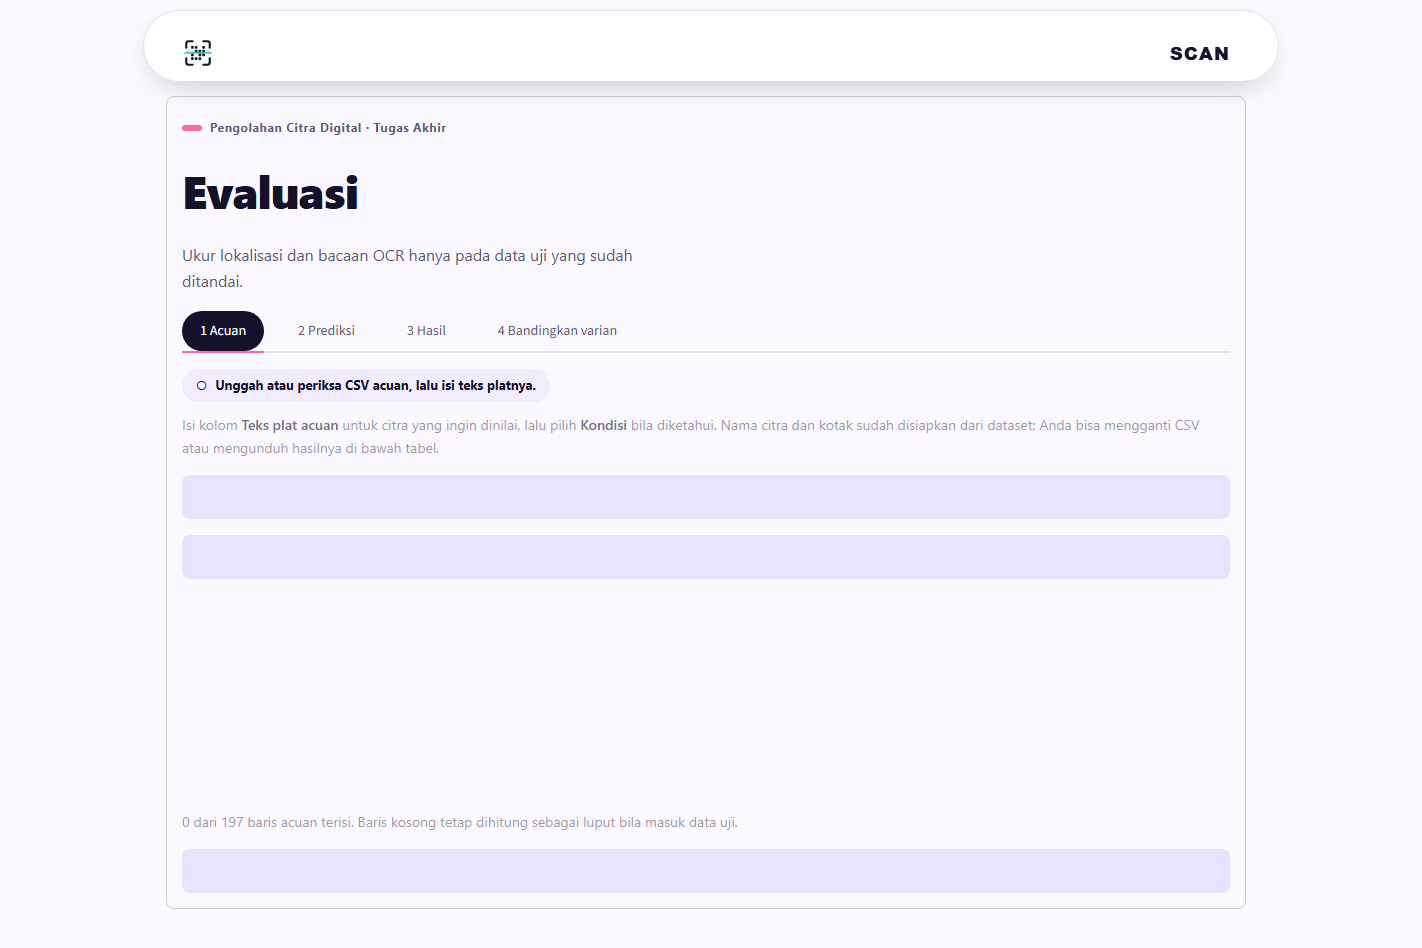 SCAN
Pengolahan Citra Digital · Tugas Akhir
Evaluasi
Ukur lokalisasi dan bacaan OCR hanya pada data uji yang sudah
ditandai.
1 Acuan
2 Prediksi
3 Hasil
4 Bandingkan varian
Unggah atau periksa CSV acuan, lalu isi teks platnya.
Isi kolom Teks plat acuan untuk citra yang ingin dinilai, lalu pilih Kondisi bila diketahui. Nama citra dan kotak sudah disiapkan dari dataset; Anda bisa mengganti CSV
atau mengunduh hasilnya di bawah tabel.
0 dari 197 baris acuan terisi. Baris kosong tetap dihitung sebagai luput bila masuk data uji.